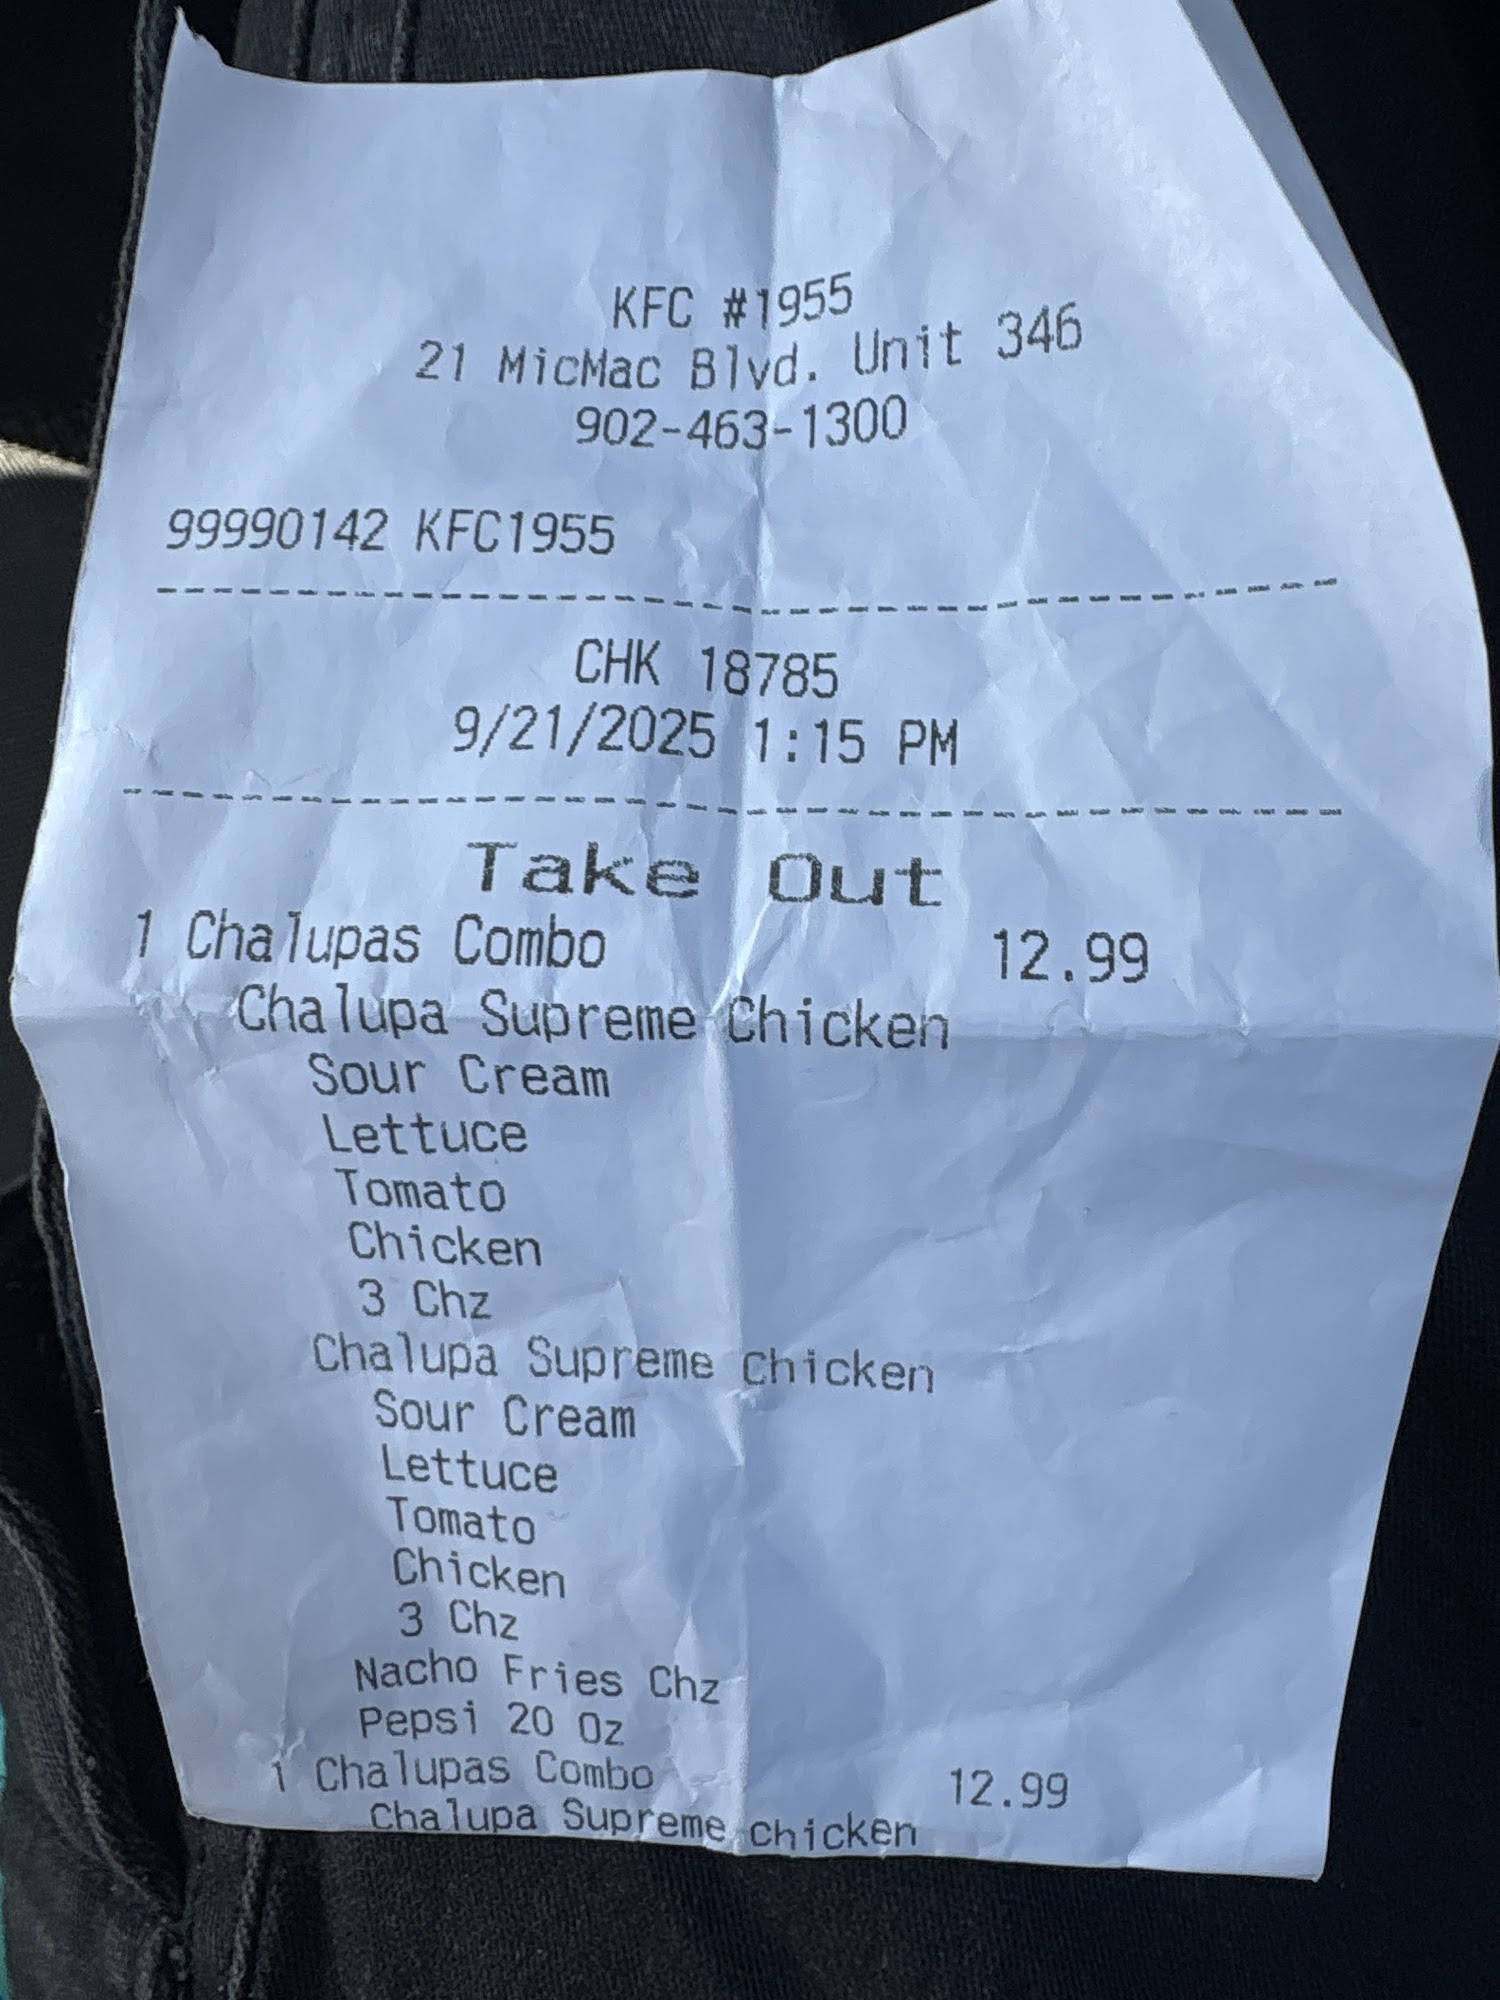 KFC #1955
21 MicMac Blvd. Unit 346
902-463-1300
99990142 KFC1955
CHK 18785
9/21/2025 1:15 PM
Take Out
1 Chalupas Combo 12.99
Chalupa Supreme Chicken
Sour Cream
Lettuce
Tomato
Chicken
3 Chz
Chalupa Supreme Chicken
Sour Cream
Lettuce
Tomato
Chicken
3 Chz
Nacho Fries Chz
Pepsi 20 Oz
1 Chalupas Combo 12.99
Chalupa Supreme Chicken